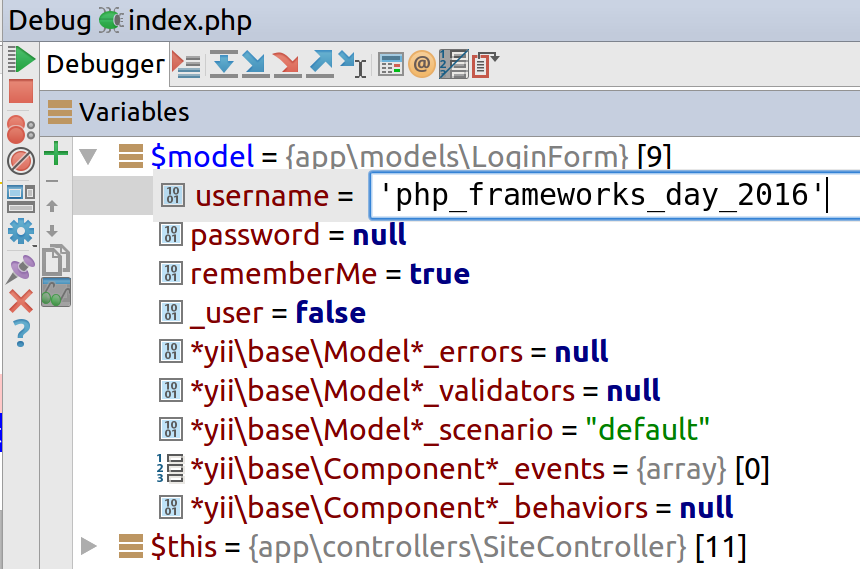 Debug index.php
Debugger
Variables
$model = {app\models\LoginForm} [9]
username = 'php_frameworks_day_2016'
password = null
rememberMe = true
_user = false
*yii\base\Model*_errors = null
*yii\base\Model*_validators = null
*yii\base\Model*_scenario = "default"
*yii\base\Component*_events = {array} [0]
*yii\base\Component*_behaviors = null
$this = {app\controllers\SiteController} [11]